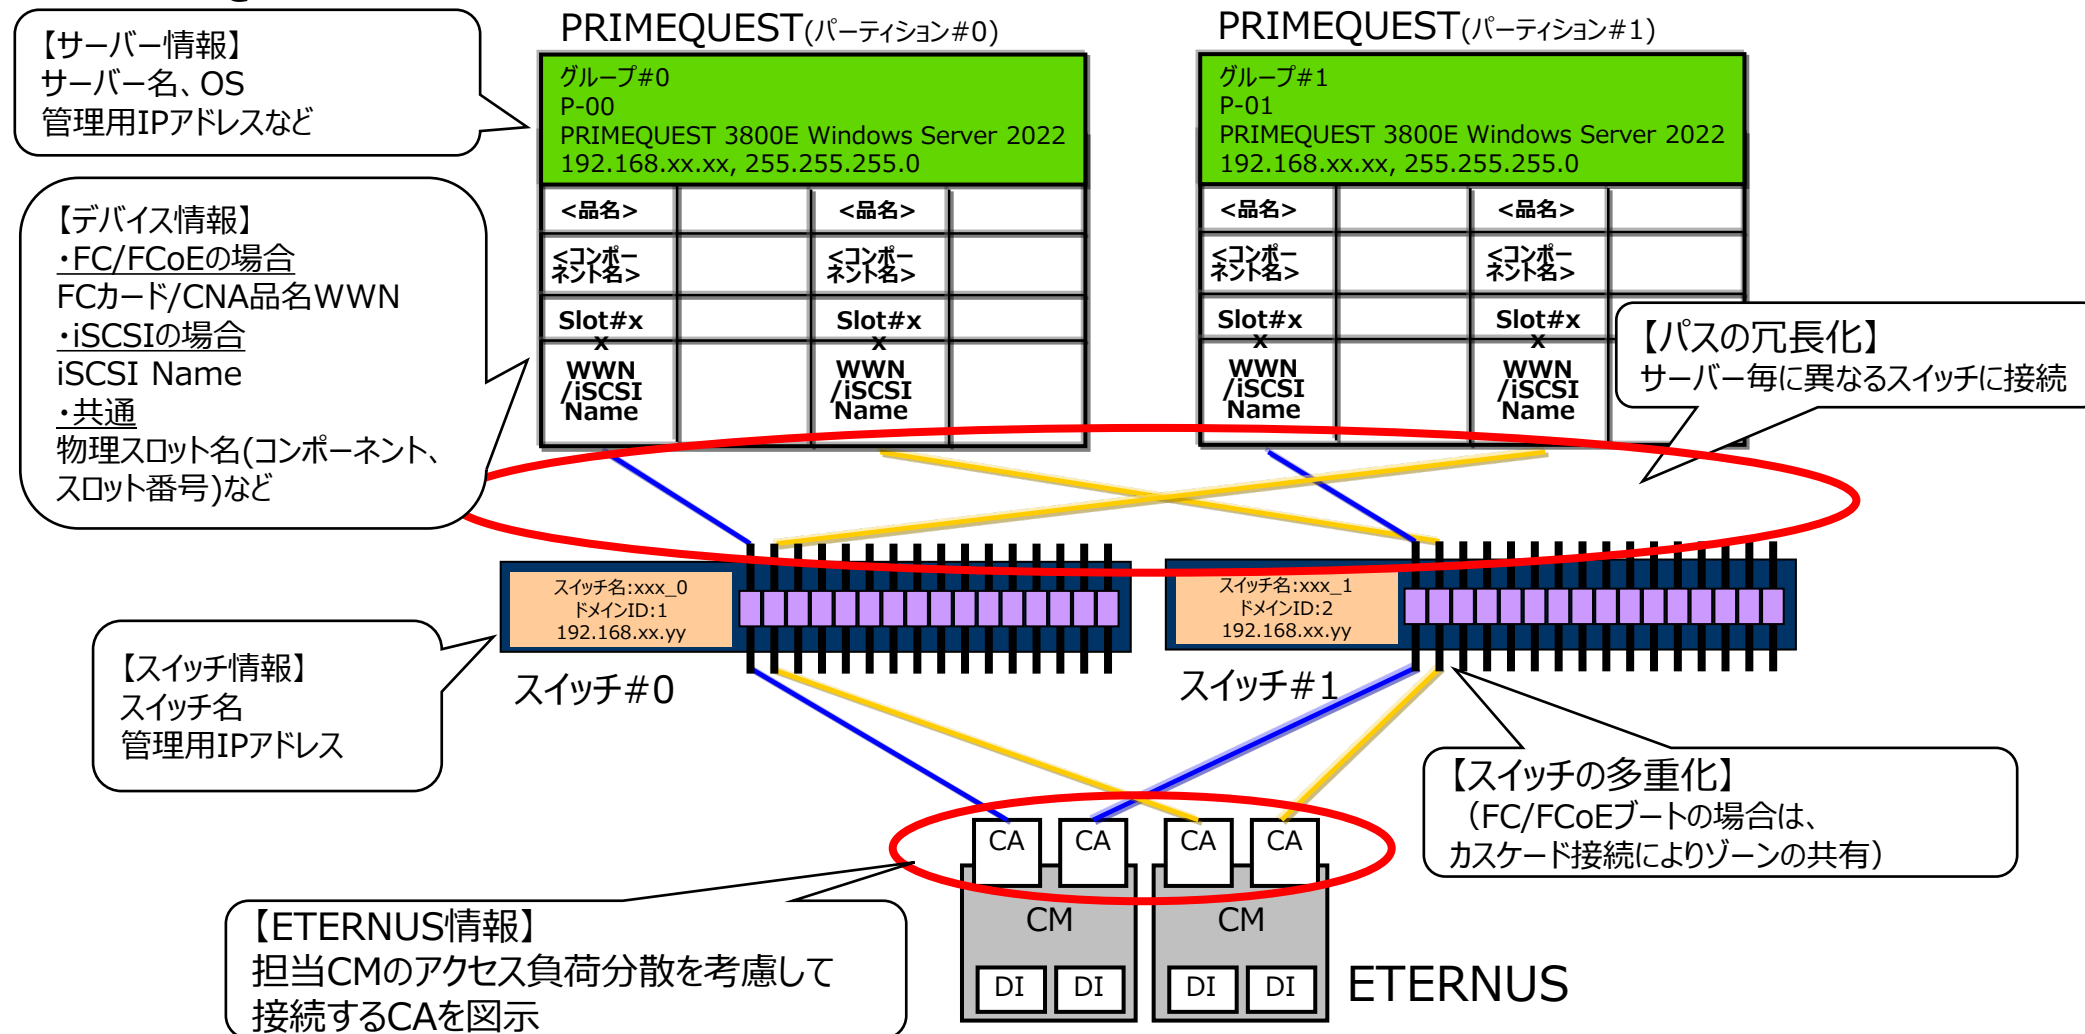 PRIMEQUEST(パーティション#0)
PRIMEQUEST(パーティション#1)
【サーバー情報】
サーバー名、OS
管理用IPアドレスなど
グループ#0
P-00
PRIMEQUEST 3800E Windows Server 2022
192.168.xx.xx, 255.255.255.0
グループ#1
P-01
PRIMEQUEST 3800E Windows Server 2022
192.168.xx.xx, 255.255.255.0
【デバイス情報】
・FC/FCoEの場合
FCカード/CNA品名WWN
・iSCSIの場合
iSCSI Name
・共通
物理スロット名(コンポーネント、
スロット番号)など
<品名>
<品名>
<コンポー
ネント名>
<コンポー
ネント名>
Slot#x
x
Slot#x
x
WWN
/iSCSI
Name
WWN
/iSCSI
Name
<品名>
<品名>
<コンポー
ネント名>
<コンポー
ネント名>
Slot#x
x
Slot#x
x
WWN
/iSCSI
Name
WWN
/iSCSI
Name
【パスの冗長化】
サーバー毎に異なるスイッチに接続
スイッチ名:xxx_0
ドメインID:1
192.168.xx.yy
スイッチ#0
スイッチ名:xxx_1
ドメインID:2
192.168.xx.yy
スイッチ#1
【スイッチ情報】
スイッチ名
管理用IPアドレス
【スイッチの多重化】
（FC/FCoEブートの場合は、
カスケード接続によりゾーンの共有）
CA
CA
CA
CA
CM
CM
DI
DI
DI
DI
ETERNUS
【ETERNUS情報】
担当CMのアクセス負荷分散を考慮して
接続するCAを図示